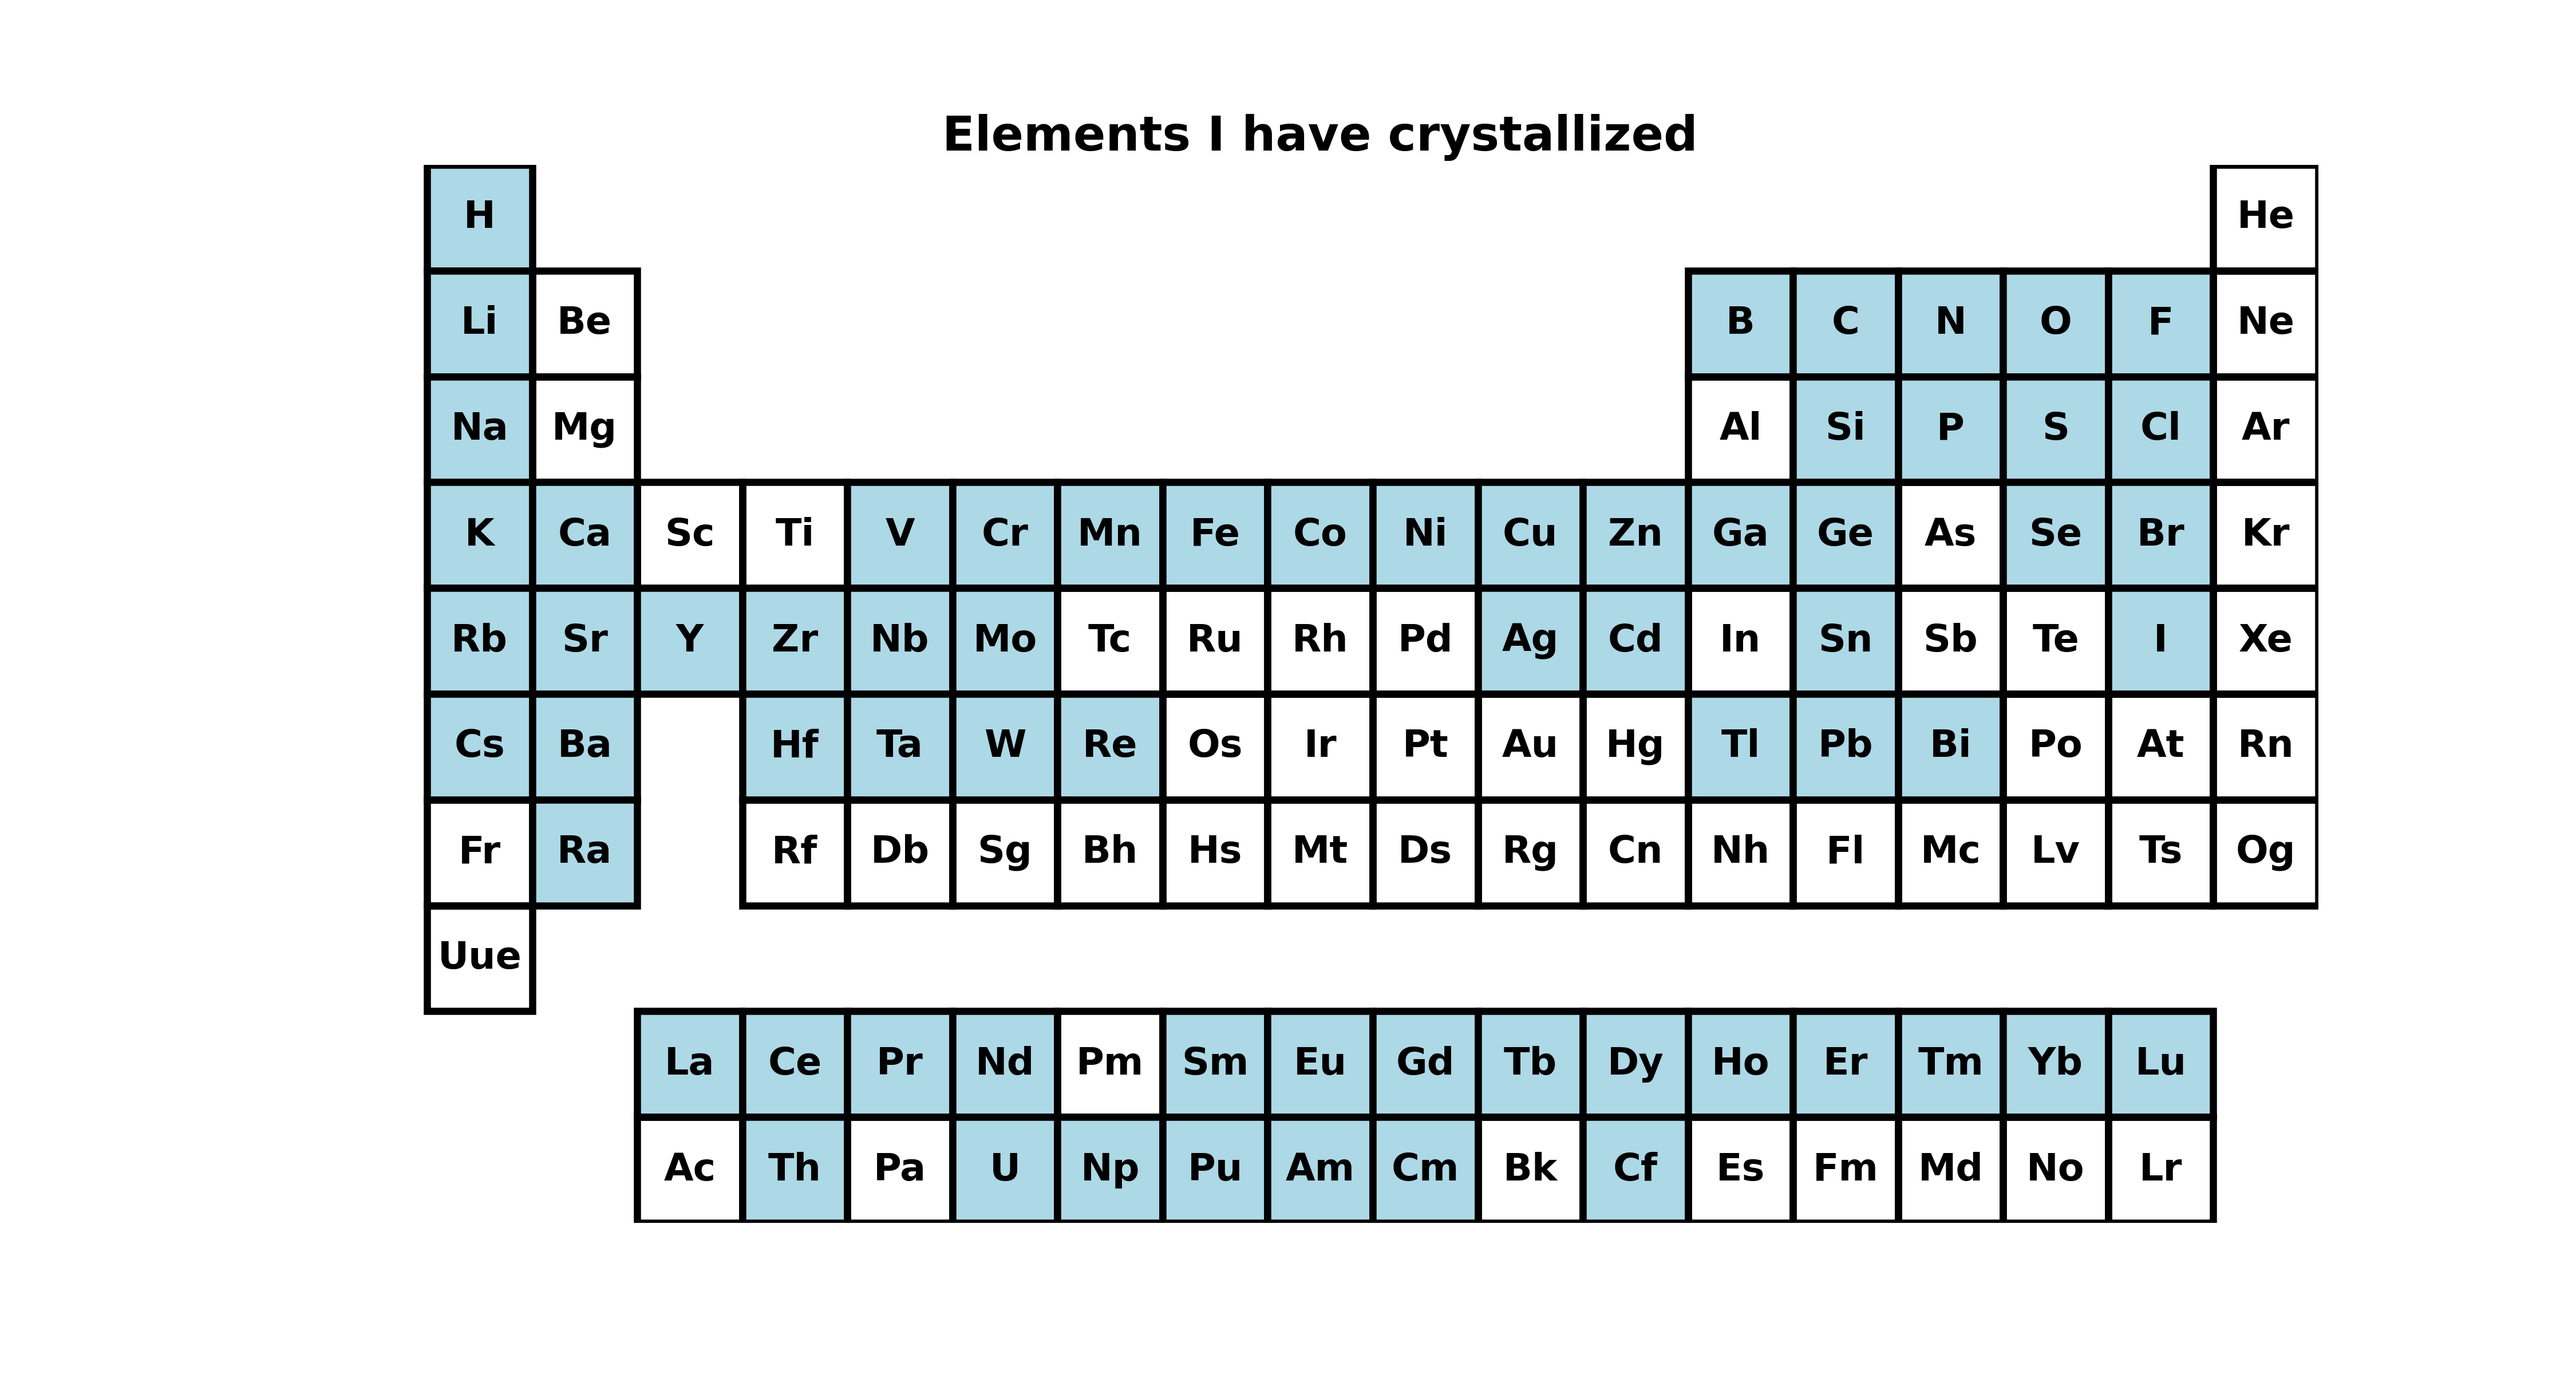 Elements I have crystallized
H He
Li Be B C N O F Ne
Na Mg Al Si P S Cl Ar
K Ca Sc Ti V Cr Mn Fe Co Ni Cu Zn Ga Ge As Se Br Kr
Rb Sr Y Zr Nb Mo Tc Ru Rh Pd Ag Cd In Sn Sb Te I Xe
Cs Ba Hf Ta W Re Os Ir Pt Au Hg Tl Pb Bi Po At Rn
Fr Ra Rf Db Sg Bh Hs Mt Ds Rg Cn Nh Fl Mc Lv Ts Og
Uue
La Ce Pr Nd Pm Sm Eu Gd Tb Dy Ho Er Tm Yb Lu
Ac Th Pa U Np Pu Am Cm Bk Cf Es Fm Md No Lr